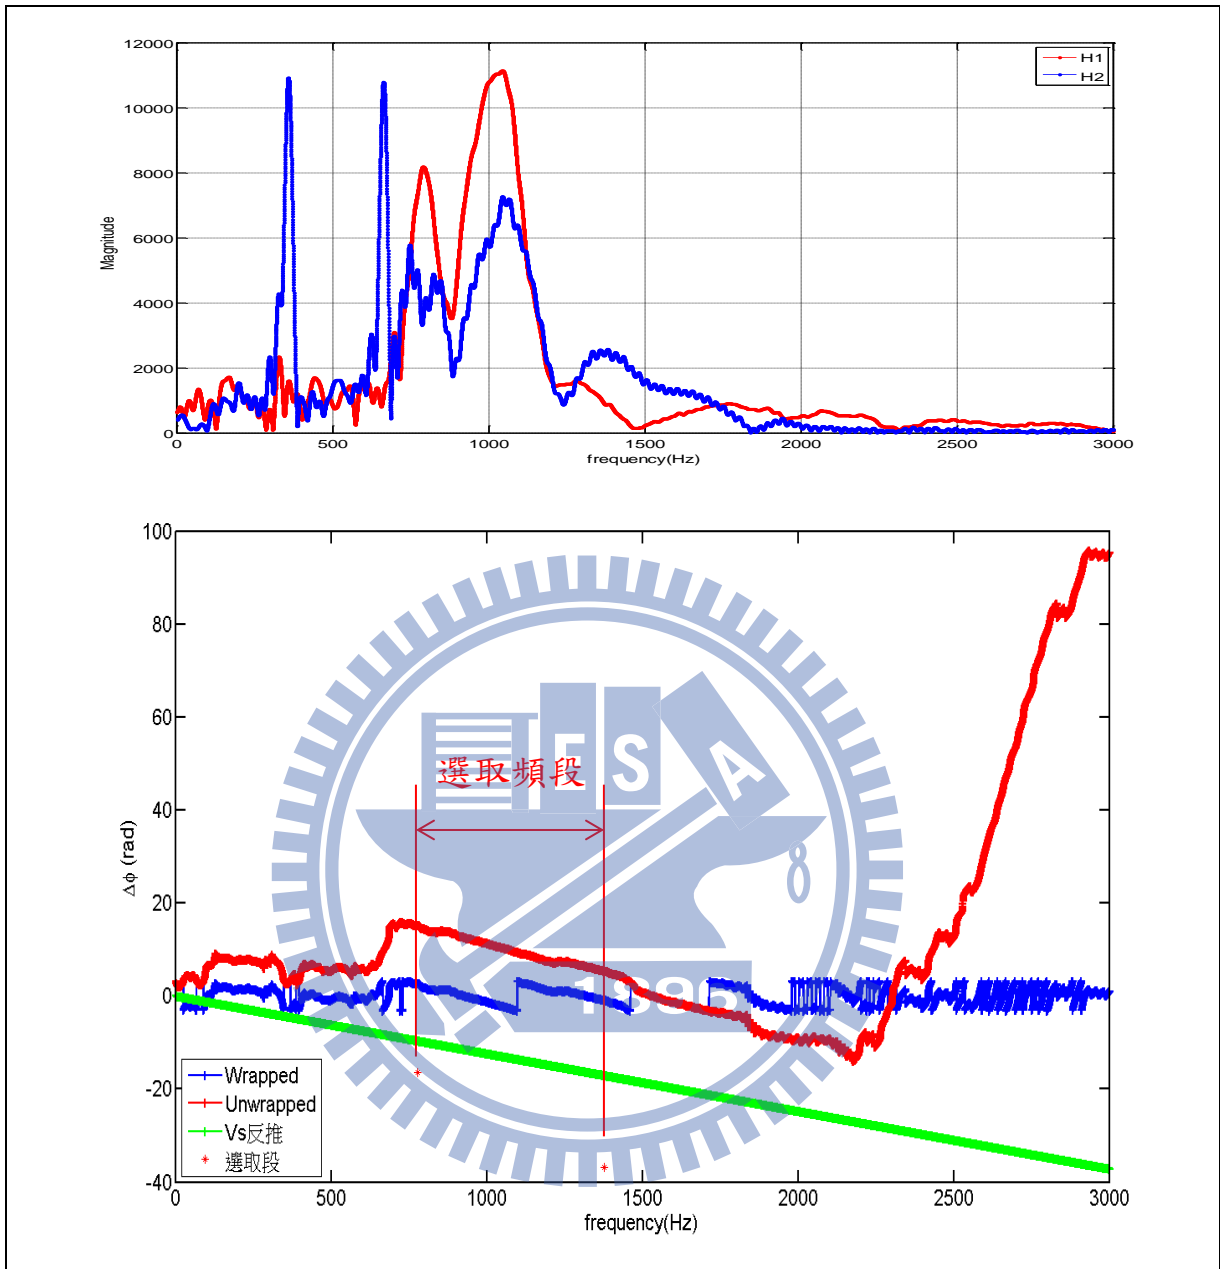 12000
10000
8000
6000
4000
2000
0
Magnitude
H1
H2
0 500 1000 1500 2000 2500 3000
frequency(Hz)
100
80
60
40
20
0
-20
-40
Δϕ (rad)
選取頻段
E S A
8
1896
Wrapped
Unwrapped
Vs反推
選取段
0 500 1000 1500 2000 2500 3000
frequency(Hz)